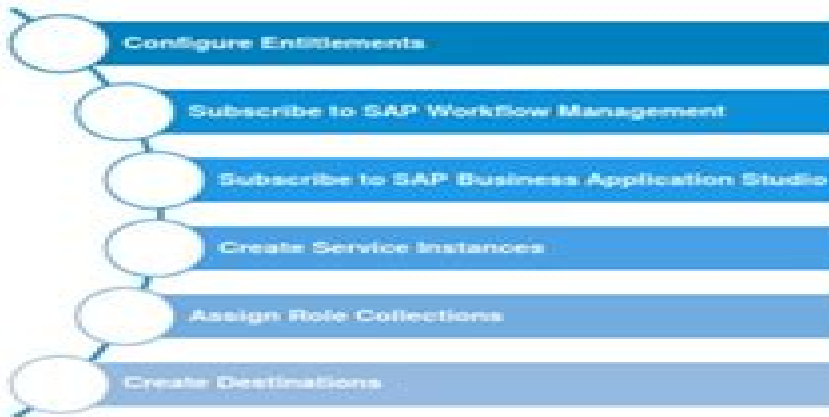 Configure Entitlements
Subscribe to SAP Workflow Management
Subscribe to SAP Business Application Studio
Create Service Instances
Assign Role Collections
Create Destinations